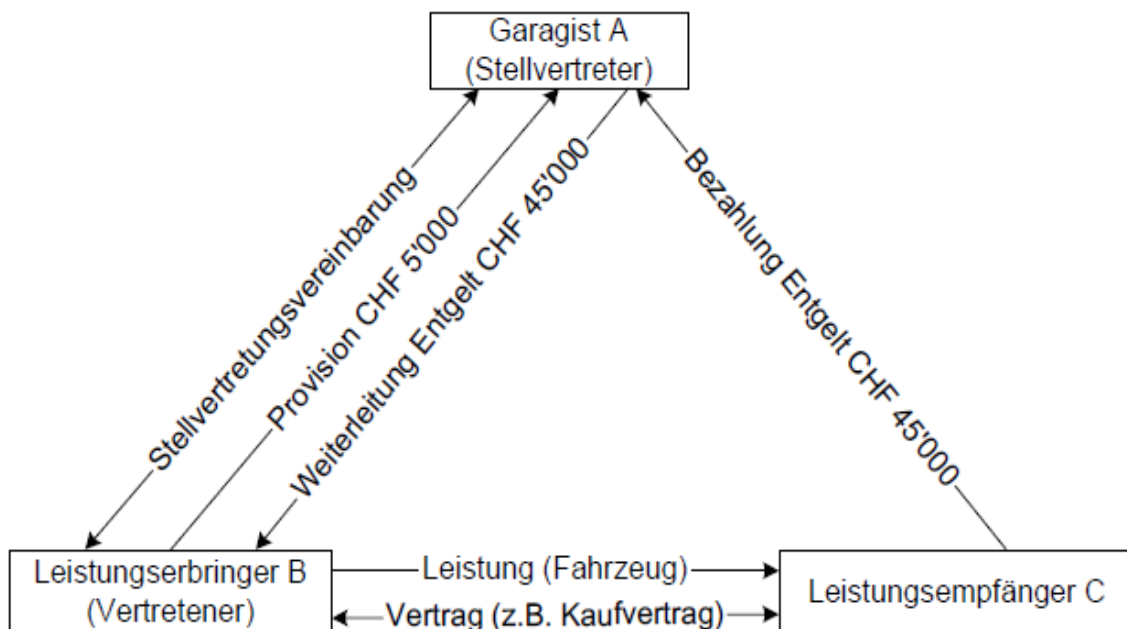 Garagist A
(Stellvertreter)
Stellvertretungsvereinbarung
Provision CHF 5'000
Weiterleitung Entgelt CHF 45'000
Bezahlung Entgelt CHF 45'000
Leistungserbringer B
(Vertretener)
Leistung (Fahrzeug)
Vertrag (z.B. Kaufvertrag)
Leistungsempfänger C